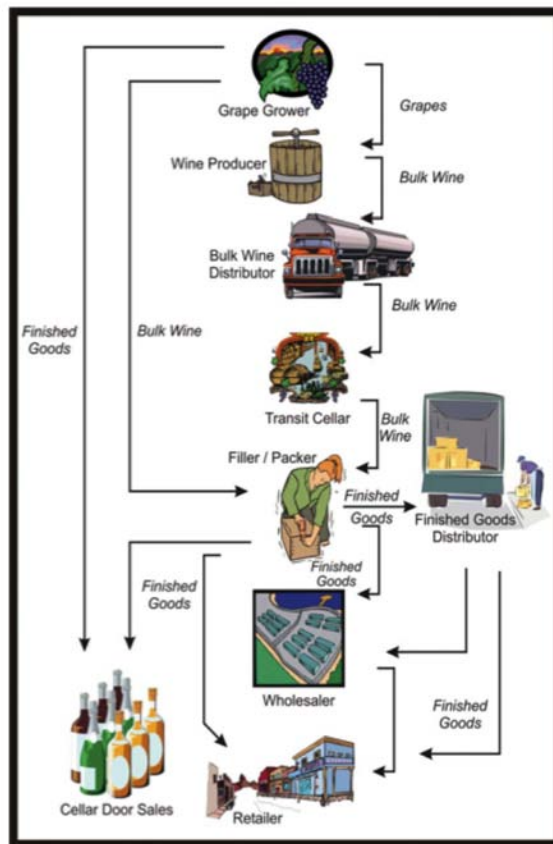 Grape Grower
Grapes
Wine Producer
Bulk Wine
Bulk Wine
Distributor
Bulk Wine
Finished
Goods
Bulk Wine
Transit Cellar
Bulk
Wine
Filler / Packer
Finished
Goods
Finished Goods
Distributor
Finished
Goods
Finished
Goods
Wholesaler
Finished
Goods
Cellar Door Sales
Retailer